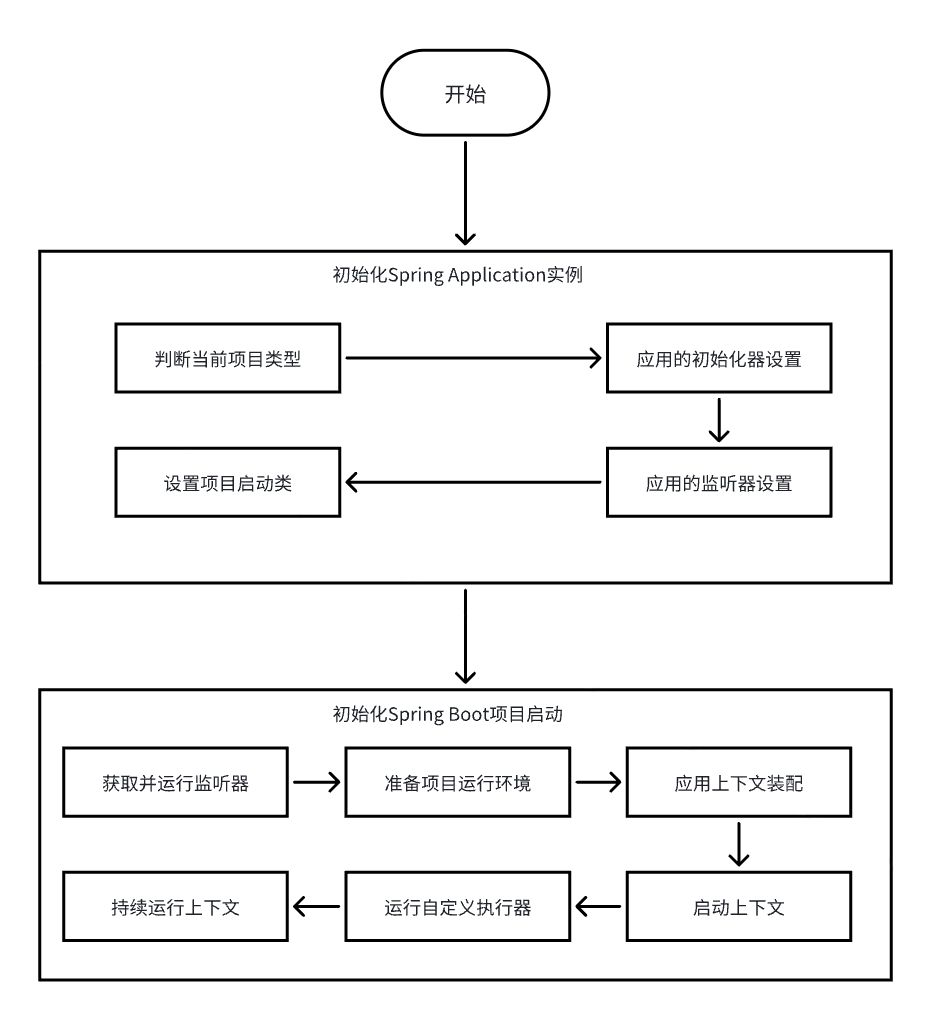 开始
初始化Spring Application实例
判断当前项目类型
应用的初始化器设置
设置项目启动类
应用的监听器设置
初始化Spring Boot项目启动
获取并运行监听器
准备项目运行环境
应用上下文装配
持续运行上下文
运行自定义执行器
启动上下文